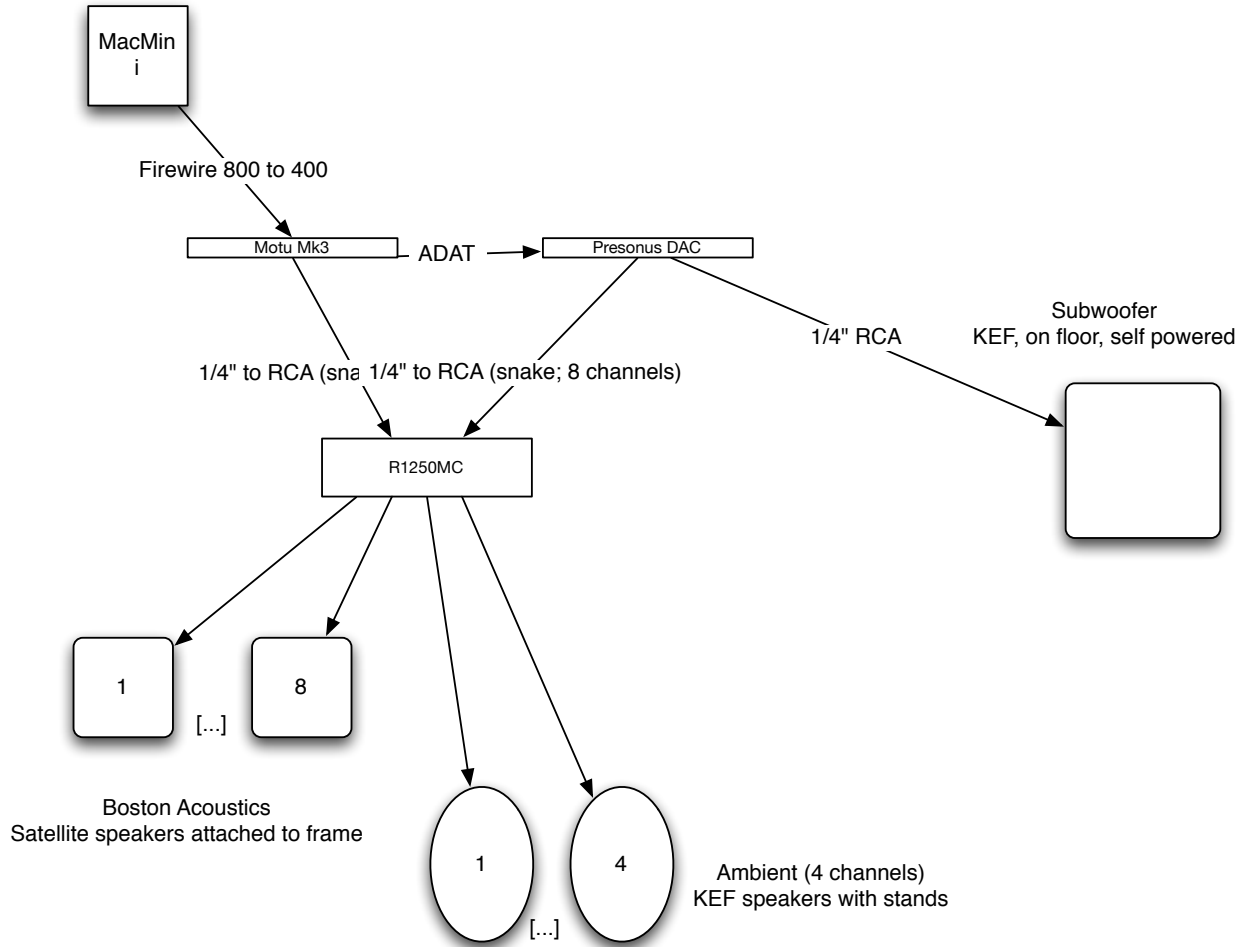 MacMin
i
Firewire 800 to 400
Motu Mk3
ADAT
Presonus DAC
Subwoofer
KEF, on floor, self powered
1/4" RCA
1/4" to RCA (sna
1/4" to RCA (snake; 8 channels)
R1250MC
1
8
[...]
Boston Acoustics
Satellite speakers attached to frame
1
4
[...]
Ambient (4 channels)
KEF speakers with stands